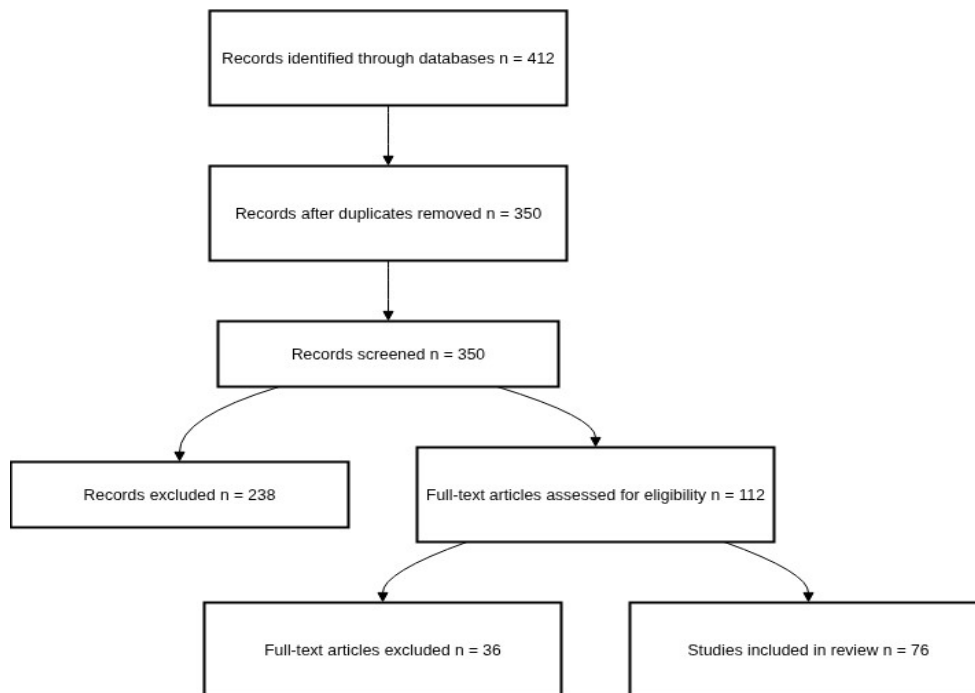 Records identified through databases n = 412
Records after duplicates removed n = 350
Records screened n = 350
Records excluded n = 238
Full-text articles assessed for eligibility n = 112
Full-text articles excluded n = 36
Studies included in review n = 76